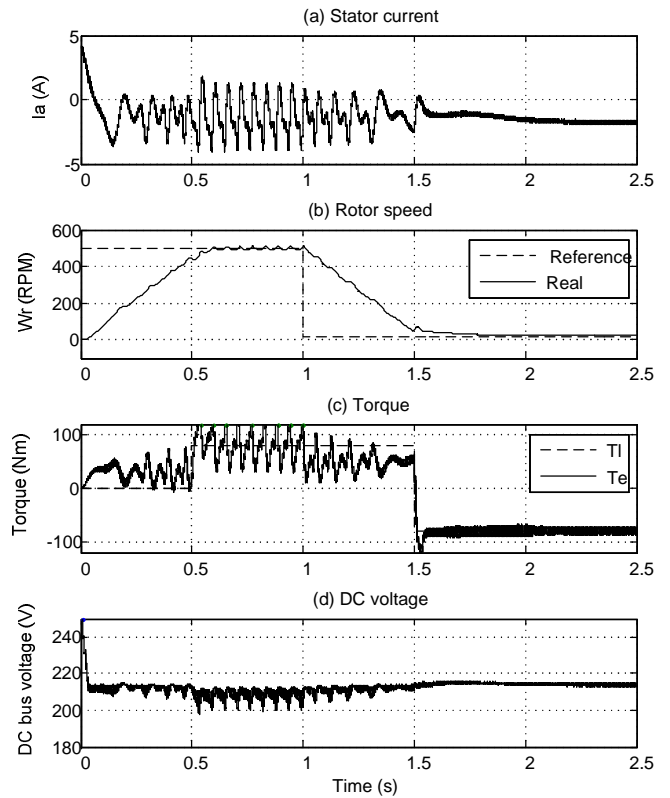 (a) Stator current
5
0
-5
Ia (A)
0 0.5 1 1.5 2 2.5
(b) Rotor speed
600
400
200
0
Wr (RPM)
Reference
Real
0 0.5 1 1.5 2 2.5
(c) Torque
100
0
-100
Torque (Nm)
Tl
Te
0 0.5 1 1.5 2 2.5
(d) DC voltage
240
220
200
180
DC bus voltage (V)
0 0.5 1 1.5 2 2.5
Time (s)